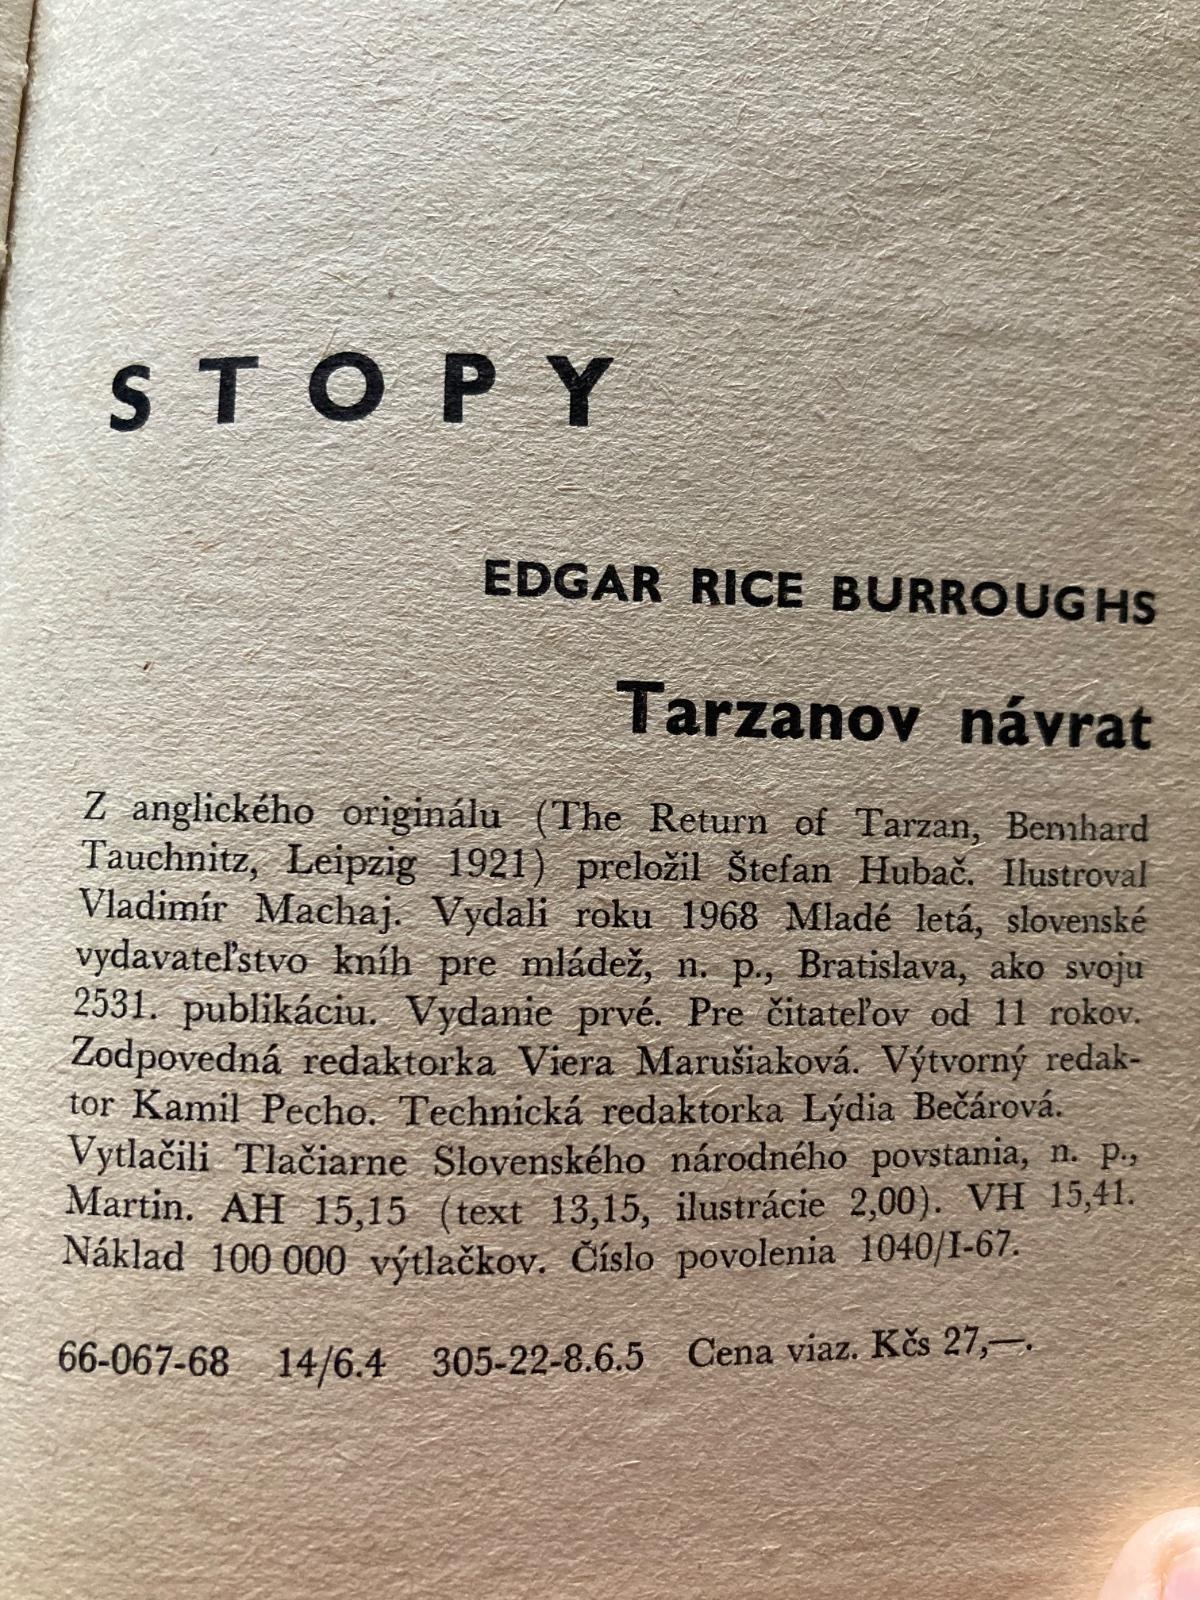 STOPY
EDGAR RICE BURROUGHS
Tarzanov návrat
Z anglického originálu (The Return of Tarzan, Bernhard
Tauchnitz, Leipzig 1921) preložil Štefan Hubač. Ilustroval
Vladimír Machaj. Vydali roku 1968 Mladé letá, slovenské
vydavateľstvo kníh pre mládež, n. p., Bratislava, ako svoju
2531. publikáciu. Vydanie prvé. Pre čitateľov od 11 rokov.
Zodpovedná redaktorka Viera Marušiaková. Výtvorný redak-
tor Kamil Pecho. Technická redaktorka Lýdia Bečárová.
Vytlačili Tlačiarne Slovenského národného povstania, n. p.,
Martin. AH 15,15 (text 13,15, ilustrácie 2,00). VH 15,41.
Náklad 100 000 výtlačkov. Číslo povolenia 1040/I-67.
66-067-68 14/6.4 305-22-8.6.5 Cena viaz. Kčs 27,—.